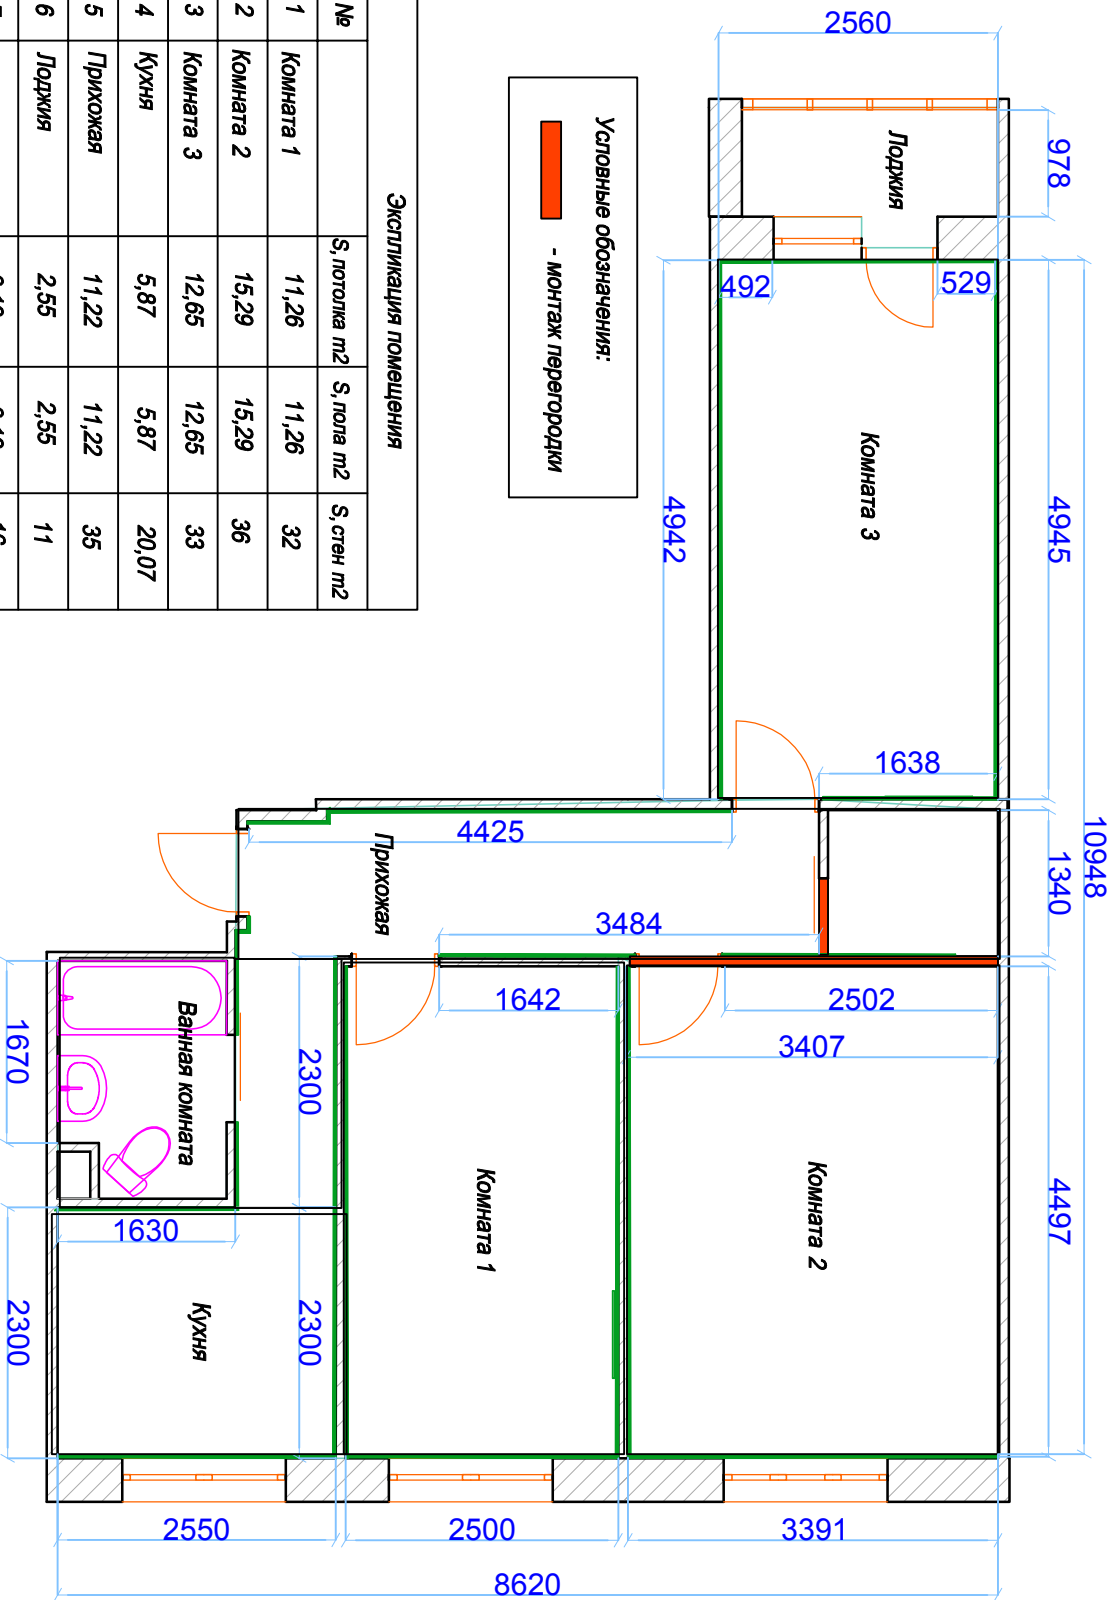 Экспликация помещения
№ S, потолка m2 S, пола m2 S, стен m2
1 Комната 1 11,26 11,26 32
2 Комната 2 15,29 15,29 36
3 Комната 3 12,65 12,65 33
4 Кухня 5,87 5,87 20,07
5 Прихожая 11,22 11,22 35
6 Лоджия 2,55 2,55 11
Условные обозначения:
- монтаж перегородки
2560
978
Лоджия
492
529
10948
4945
Комната 3
4942
1638
4425
1340
Прихожая
3484
1642
2502
3407
2300
Ванная комната
1670
1630
Комната 1
Комната 2
4497
Кухня
2300
2300
2550
2500
3391
8620